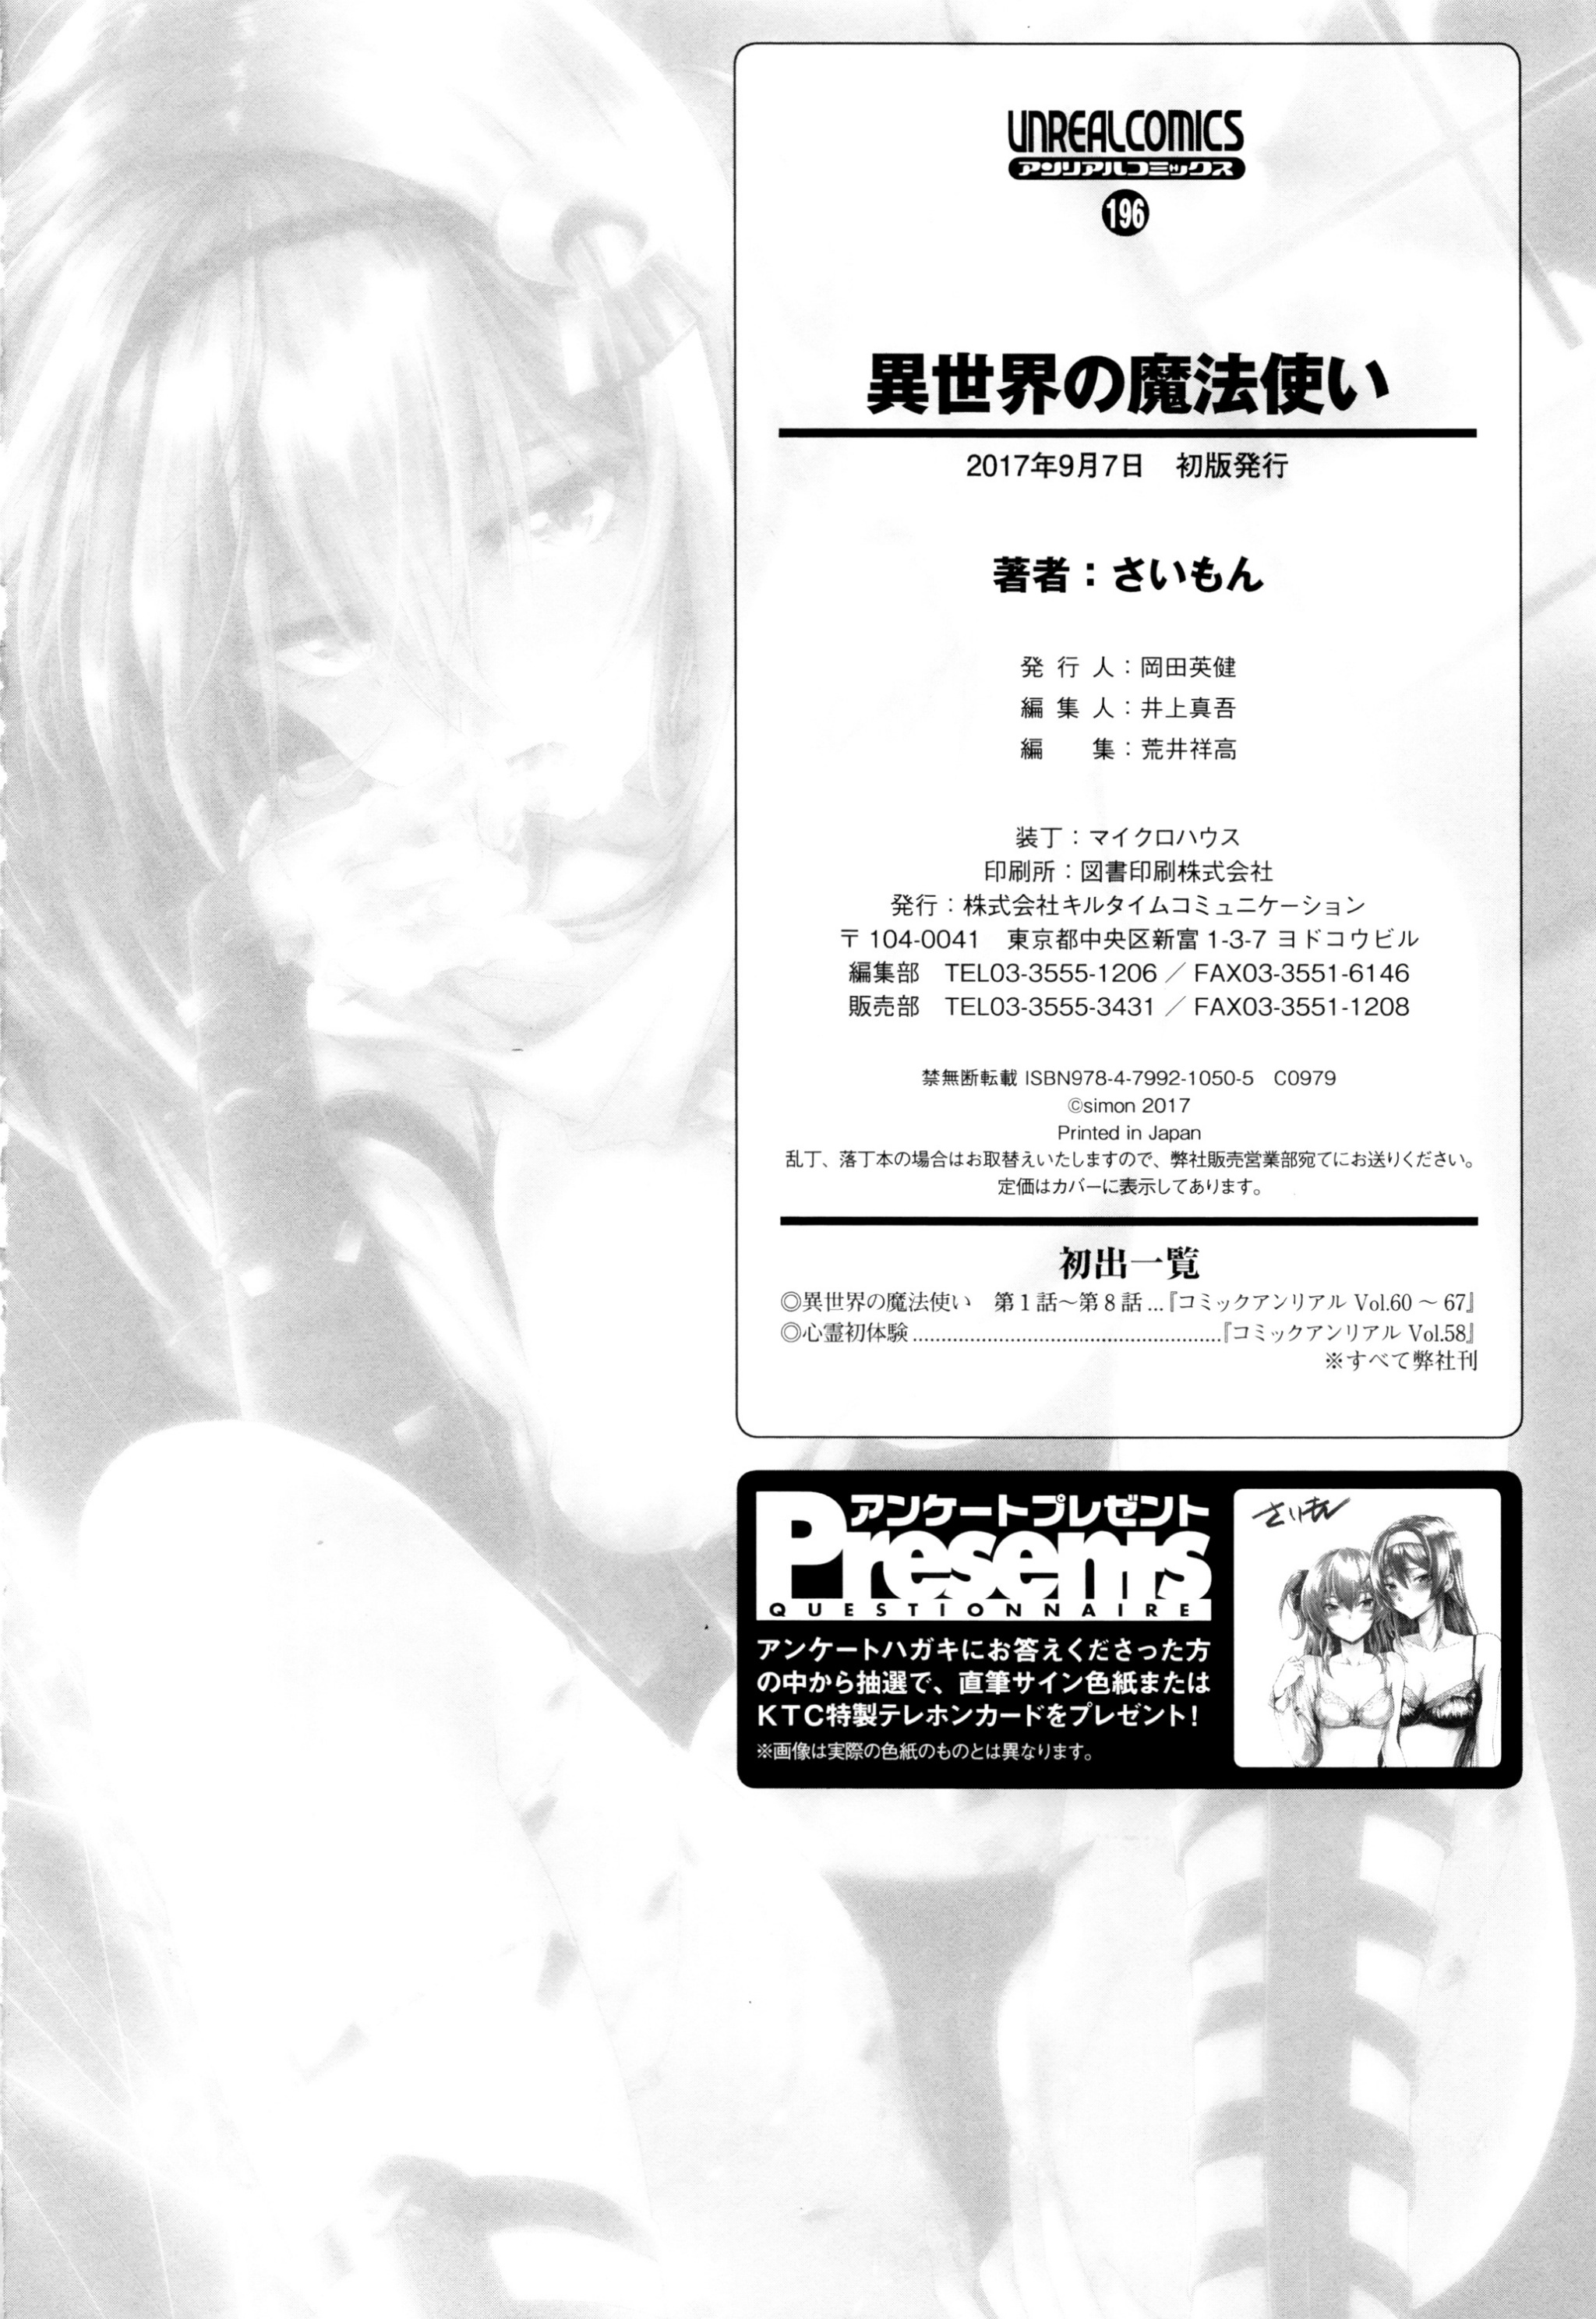 UNREALCOMICS
アンリアルコミックス
196
異世界の魔法使い
2017年9月7日　初版発行
著者：さいもん
発 行 人：岡田英健
編 集 人：井上真吾
編　　集：荒井祥高
装丁：マイクロハウス
印刷所：図書印刷株式会社
発行：株式会社キルタイムコミュニケーション
〒104-0041　東京都中央区新富 1-3-7 ヨドコウビル
編集部　TEL03-3555-1206 ／ FAX03-3551-6146
販売部　TEL03-3555-3431 ／ FAX03-3551-1208
禁無断転載 ISBN978-4-7992-1050-5　C0979
©simon 2017
Printed in Japan
乱丁、落丁本の場合はお取替えいたしますので、弊社販売営業部宛てにお送りください。
定価はカバーに表示してあります。
初出一覧
◎異世界の魔法使い　第１話〜第８話…『コミックアンリアル Vol.60 〜 67』
◎心霊初体験……………………………………………『コミックアンリアル Vol.58』
※すべて弊社刊
アンケートプレゼント
Presents
QUESTIONNAIRE
アンケートハガキにお答えくださった方
の中から抽選で、直筆サイン色紙または
KTC特製テレホンカードをプレゼント！
※画像は実際の色紙のものとは異なります。
さいもん